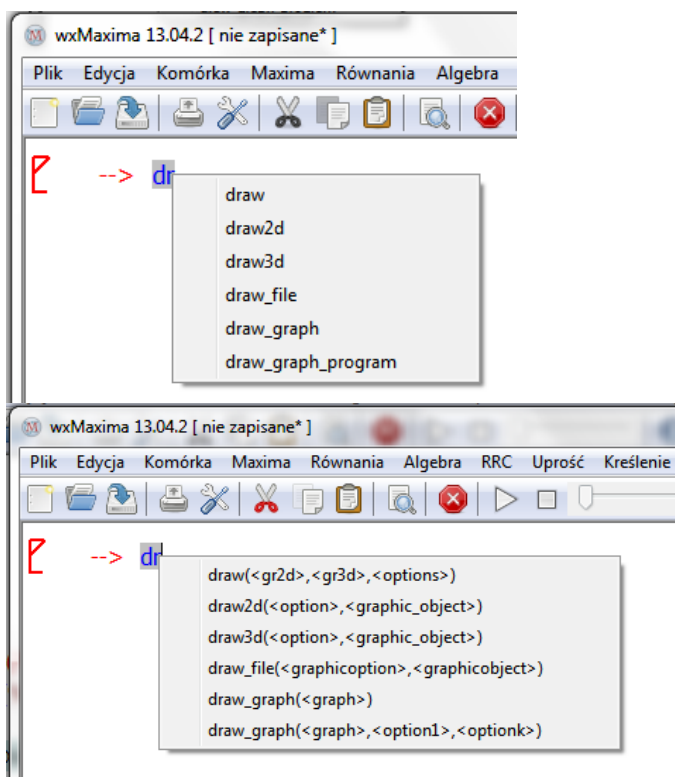 wxMaxima 13.04.2 [ nie zapisane* ]
Plik Edycja Komórka Maxima Równania Algebra
--> dr
draw
draw2d
draw3d
draw_file
draw_graph
draw_graph_program
wxMaxima 13.04.2 [ nie zapisane* ]
Plik Edycja Komórka Maxima Równania Algebra RRC Uprość Kreślenie
--> dr
draw(<gr2d>,<gr3d>,<options>)
draw2d(<option>,<graphic_object>)
draw3d(<option>,<graphic_object>)
draw_file(<graphicoption>,<graphicobject>)
draw_graph(<graph>)
draw_graph(<graph>,<option1>,<optionk>)